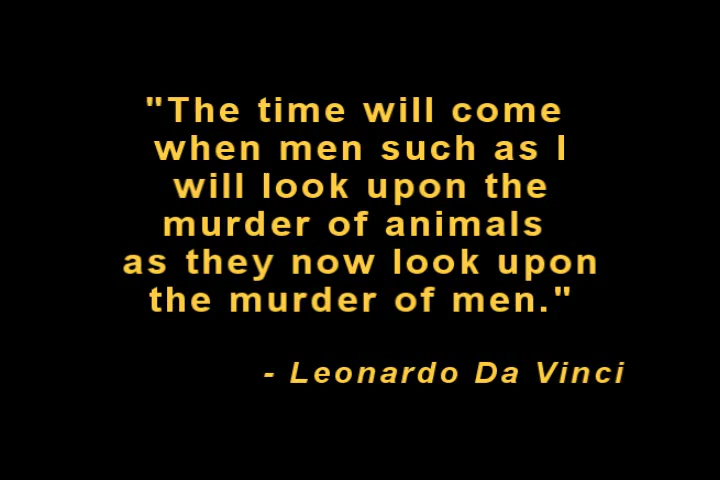 "The time will come
when men such as I
will look upon the
murder of animals
as they now look upon
the murder of men."
- Leonardo Da Vinci